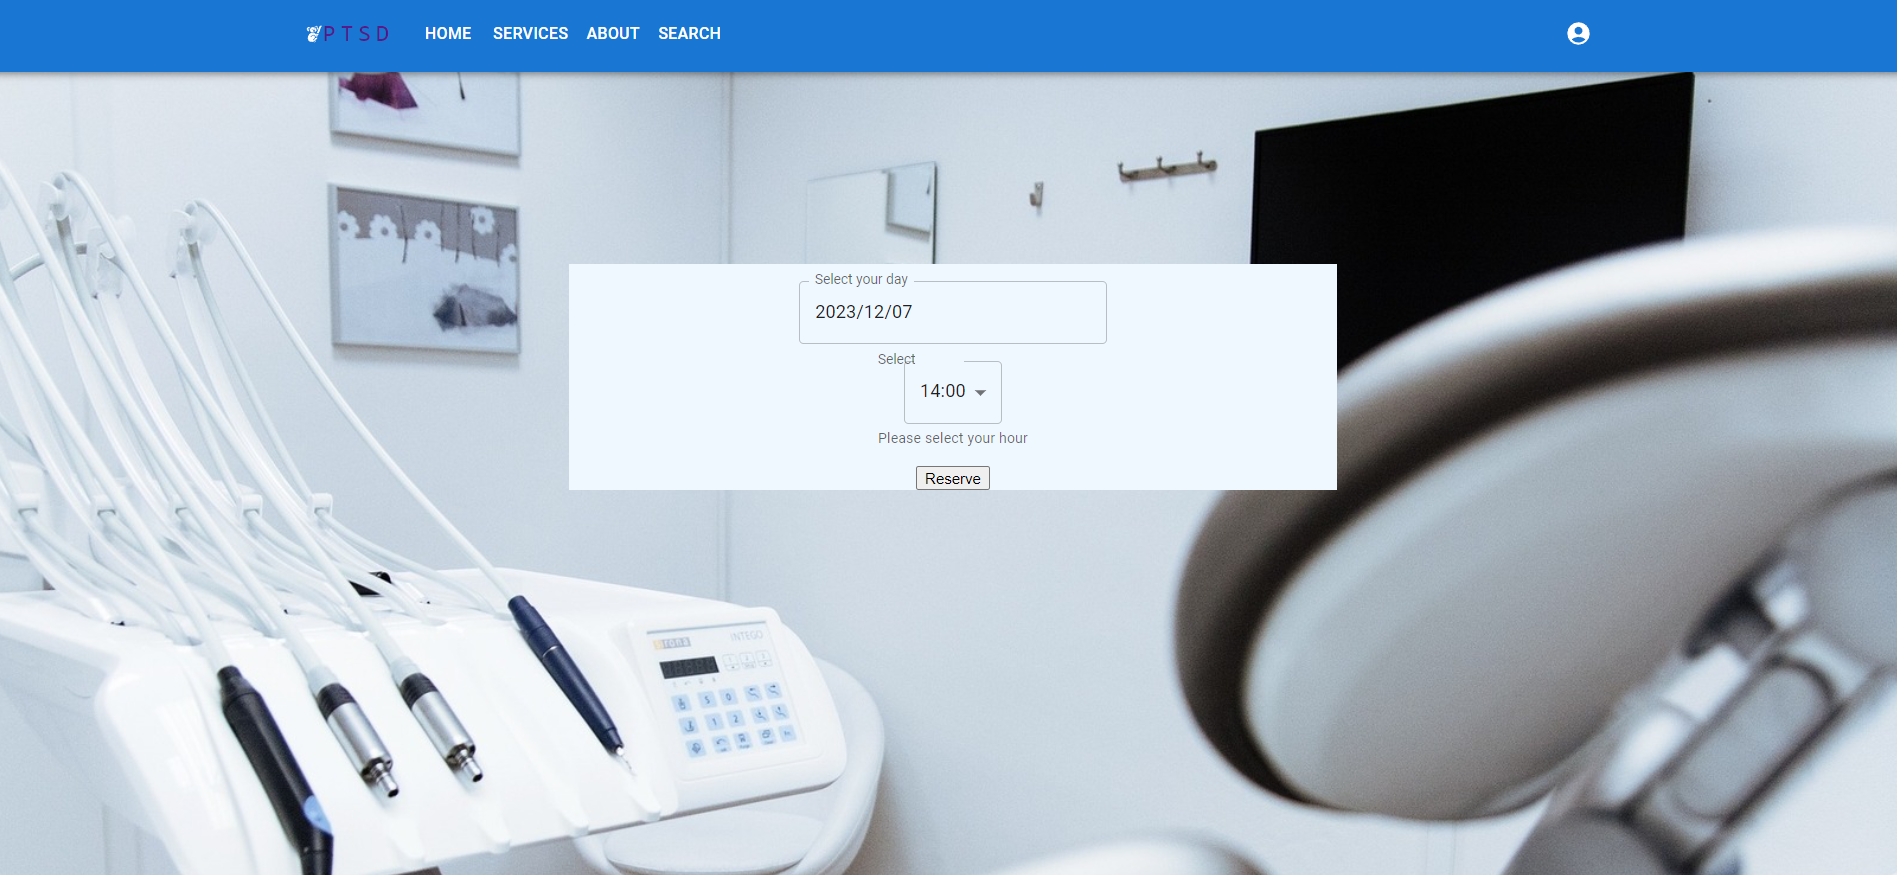 PTSD HOME SERVICES ABOUT SEARCH
Select your day
2023/12/07
Select
14:00
Please select your hour
Reserve
INTEGO